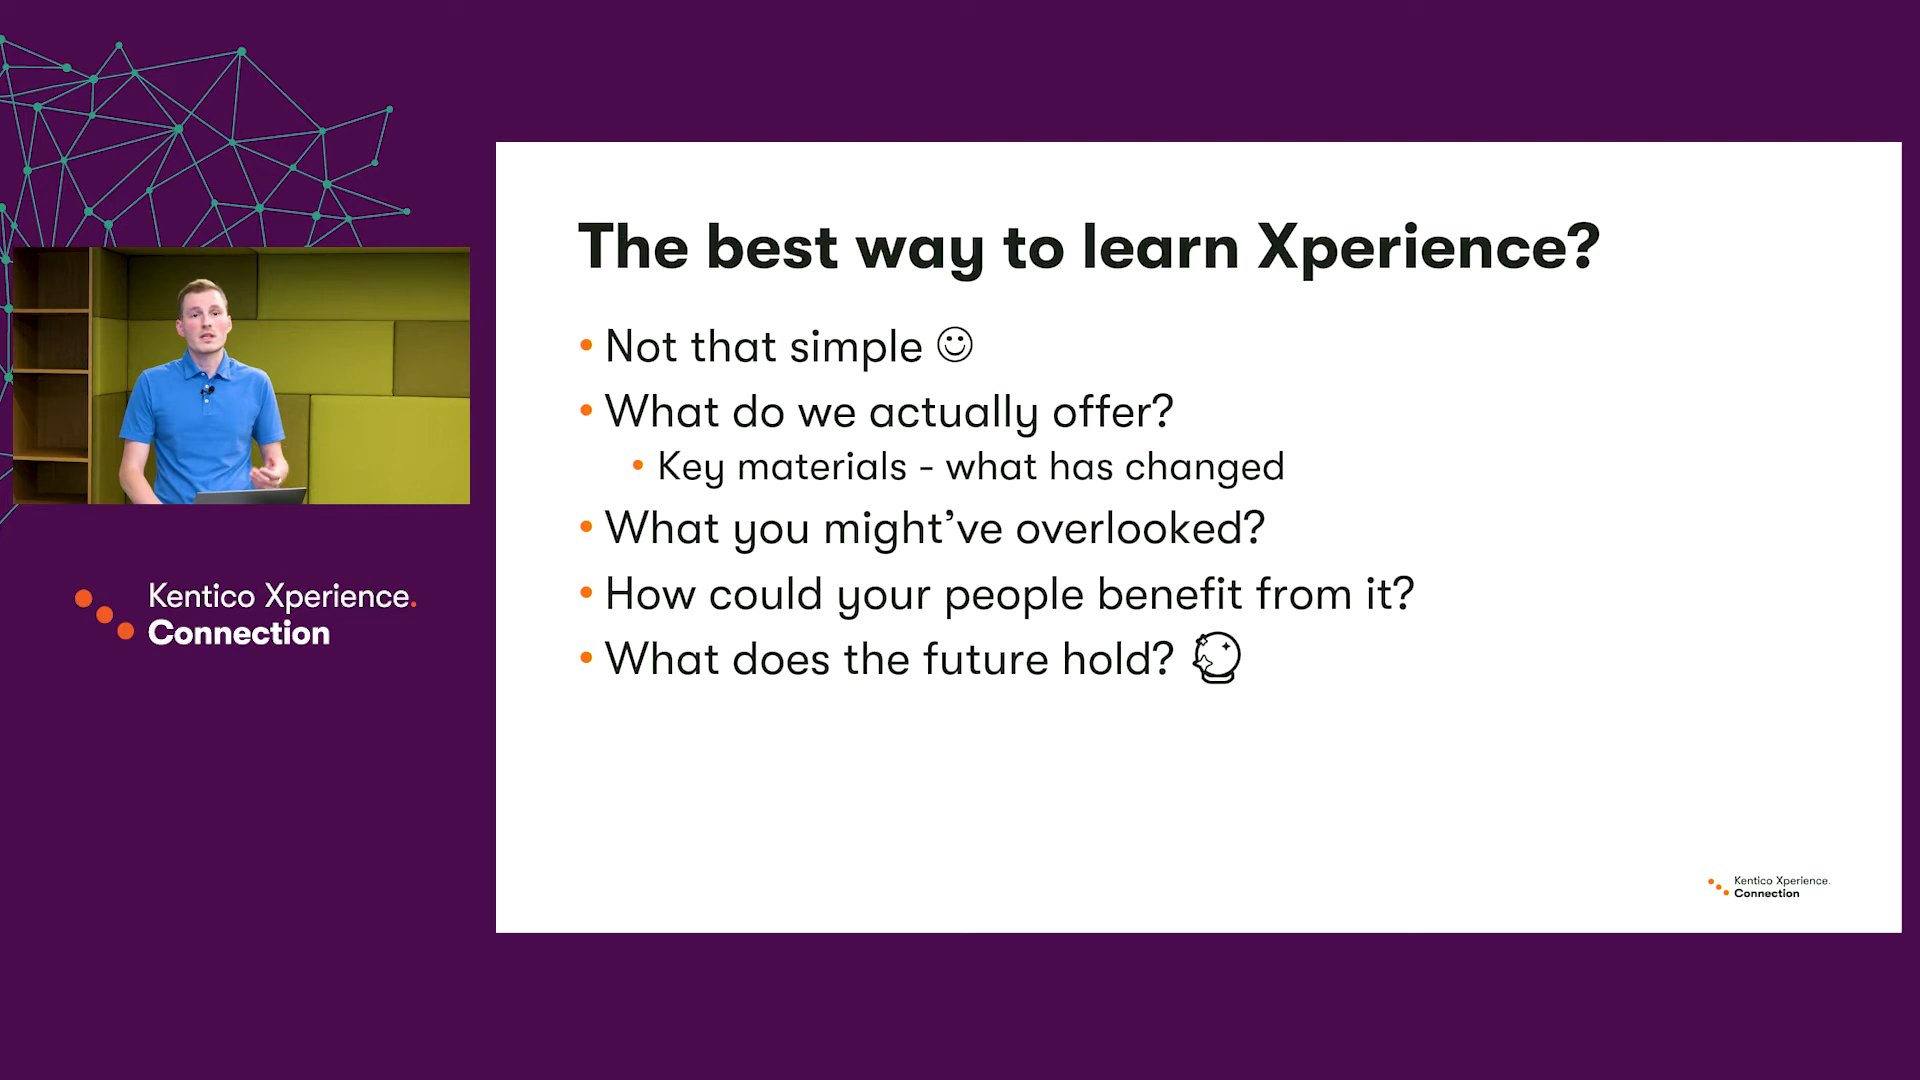 The best way to learn Xperience?
• Not that simple ☺
• What do we actually offer?
• Key materials - what has changed
• What you might’ve overlooked?
• How could your people benefit from it?
• What does the future hold? 🔮
Kentico Xperience.
Connection
Kentico Xperience.
Connection